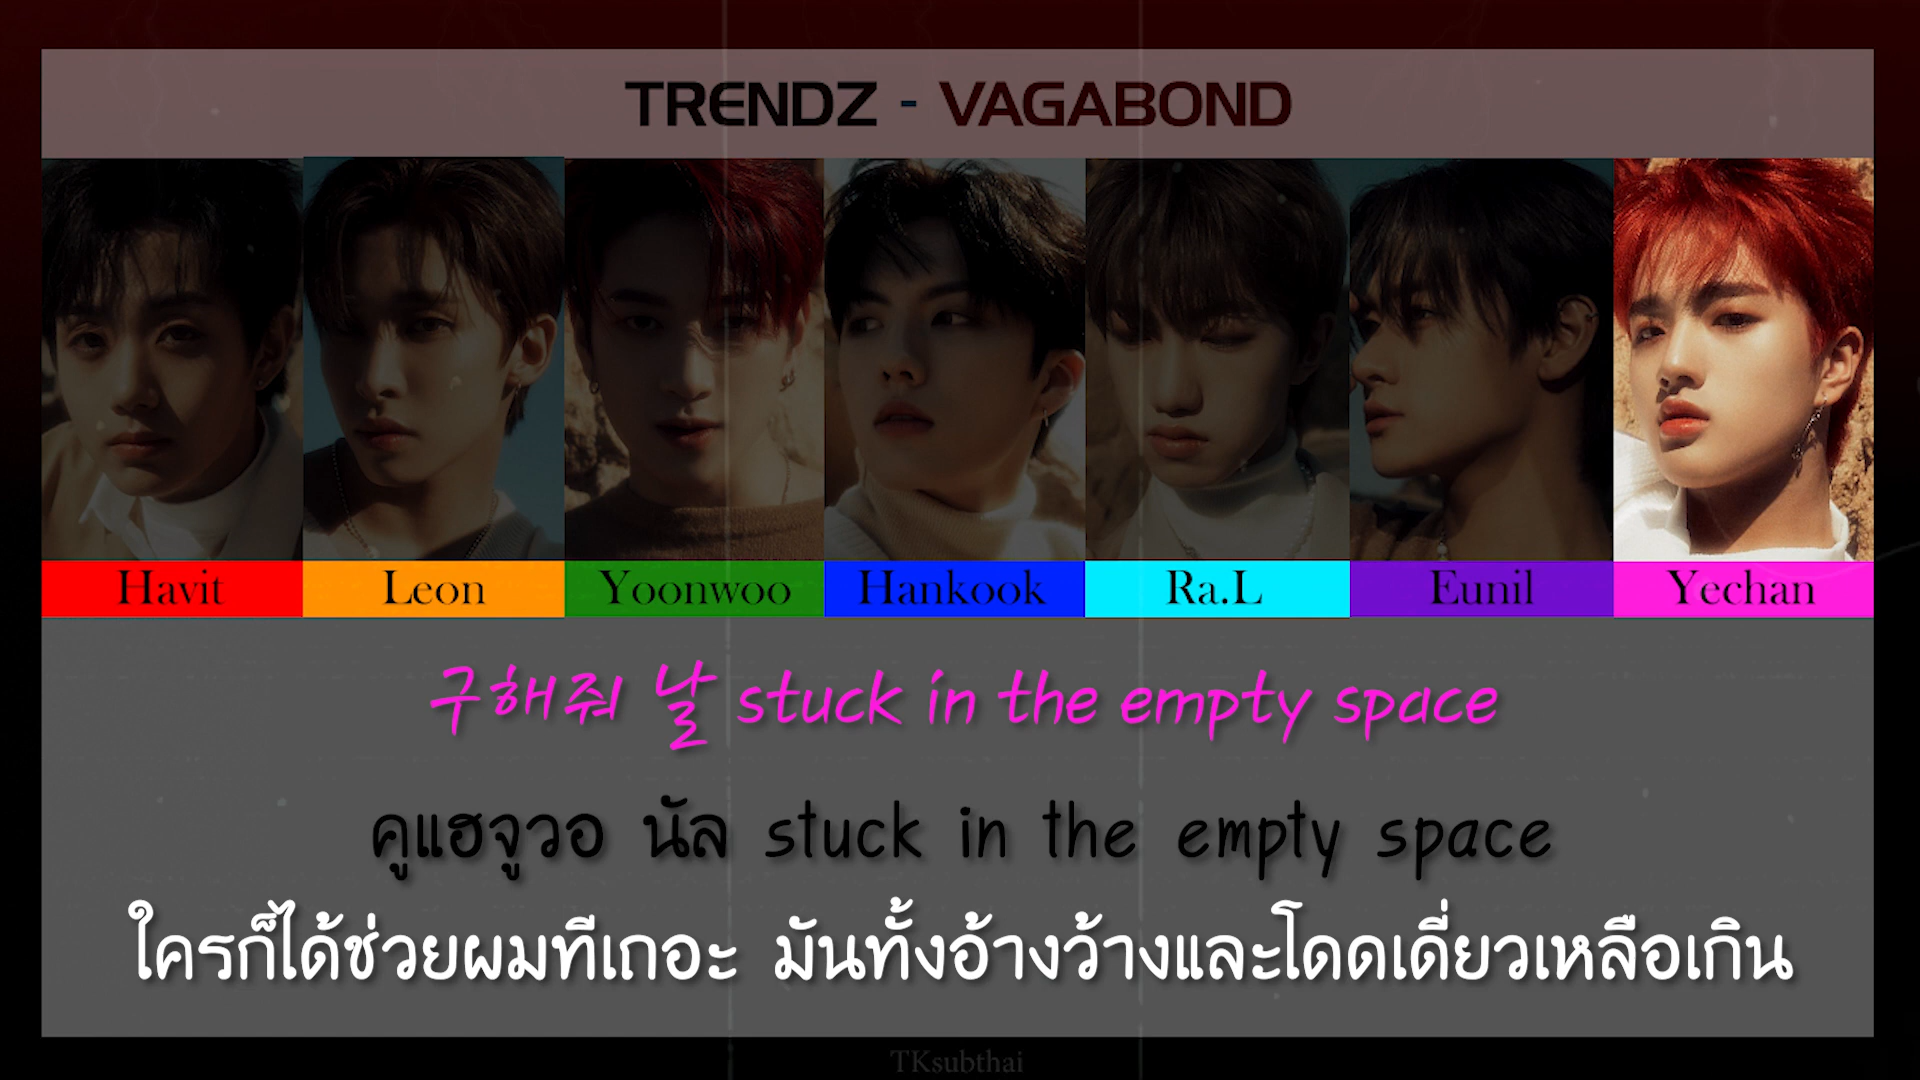 TRENDZ - VAGABOND
Havit Leon Yoonwoo Hankook Ra.L Eunil Yechan
구해줘 날 stuck in the empty space
คูแฮจูวอ นัล stuck in the empty space
ใครก็ได้ช่วยผมทีเถอะ มันทั้งอ้างว้างและโดดเดี่ยวเหลือเกิน
TKsubthai